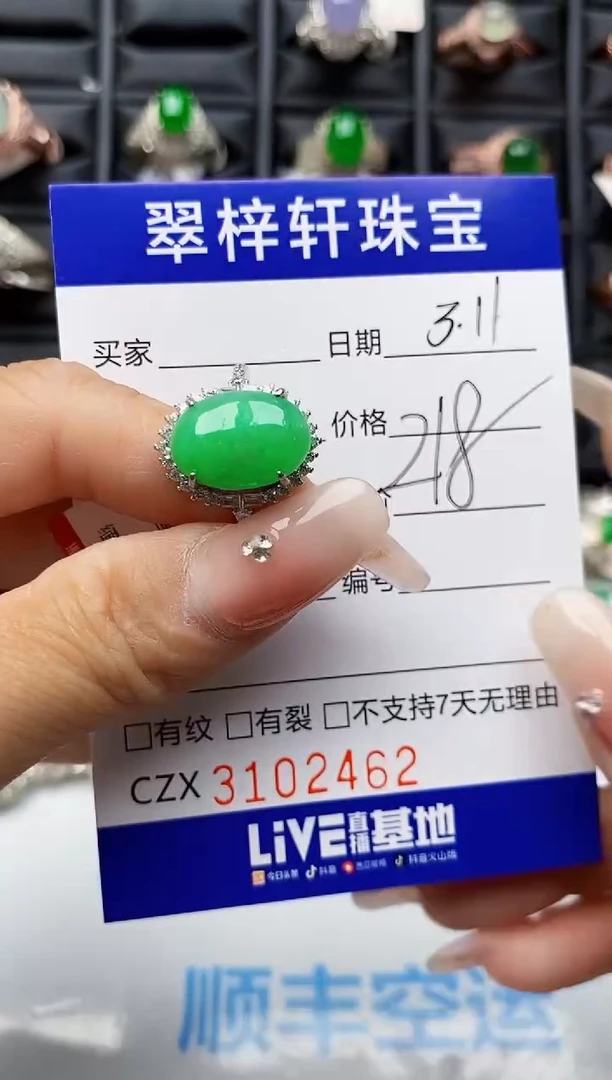 翠梓轩珠宝
买家 日期 3.11
价格 218
编号
□有纹 □有裂 □不支持7天无理由
CZX 3102462
LiVE直播基地
今日头条 抖音 西瓜视频 抖音火山版
顺丰空运